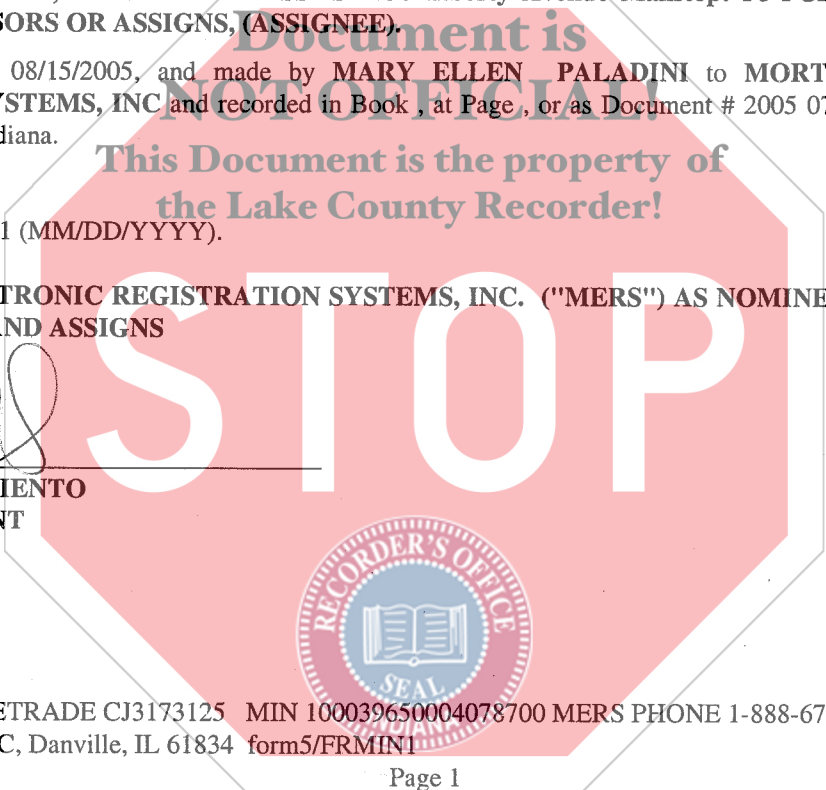 SORS OR ASSIGNS, (ASSIGNEE).
Document is
08/15/2005, and made by MARY ELLEN PALADINI to MORT
YSTEMS, INC and recorded in Book , at Page , or as Document # 2005 07
NOT OFFICIAL!
diana.
This Document is the property of
the Lake County Recorder!
1 (MM/DD/YYYY).
TRONIC REGISTRATION SYSTEMS, INC. ("MERS") AS NOMINE
AND ASSIGNS
STOP
IENTO
NT
RECORDER'S OFFICE
SEAL
INDIANA
ETRADE CJ3173125 MIN 100039650004078700 MERS PHONE 1-888-67
C, Danville, IL 61834 form5/FRMIN1
Page 1